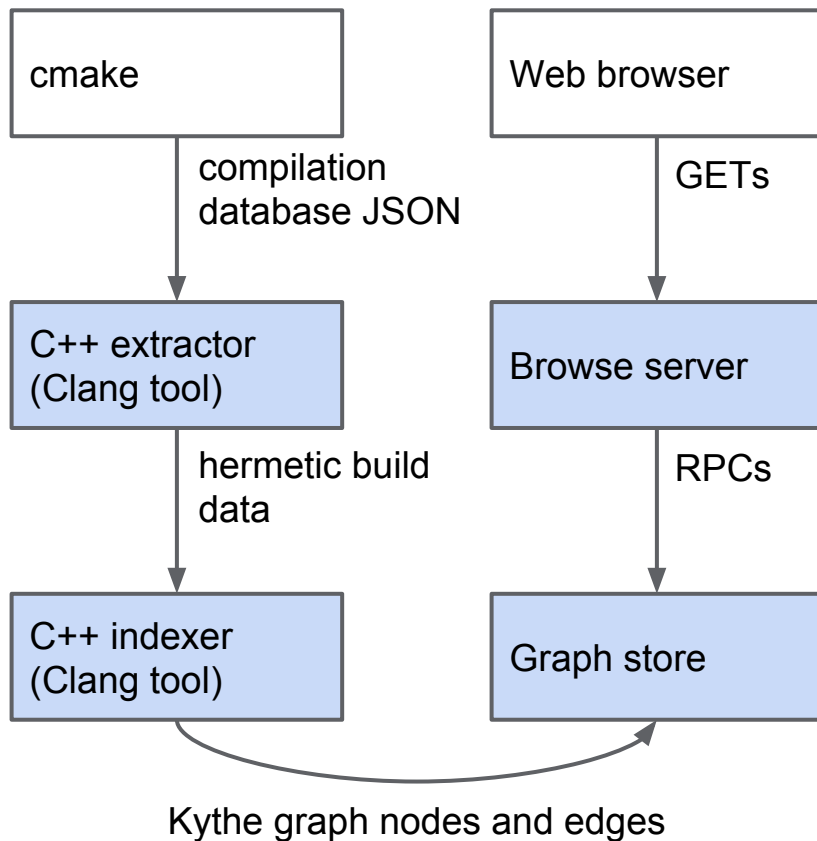 cmake
compilation
database JSON
C++ extractor
(Clang tool)
hermetic build
data
C++ indexer
(Clang tool)
Web browser
GETs
Browse server
RPCs
Graph store
Kythe graph nodes and edges